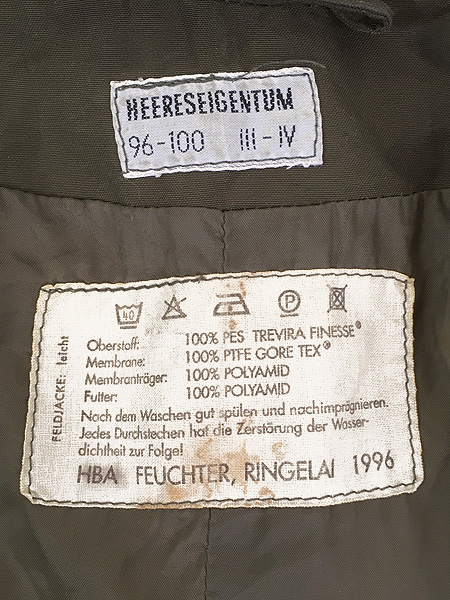 HEERESEIGENTUM
96-100 III-IV
40 P
FELDJACKE: leicht
Oberstoff: 100% PES TREVIRA FINESSE®
Membrane: 100% PTFE GORE TEX®
Membranträger: 100% POLYAMID
Futter: 100% POLYAMID
Nach dem Waschen gut spülen und nachimprägnieren.
Jedes Durchstechen hat die Zerstörung der Wasser-
dichtheit zur Folge!
HBA FEUCHTER, RINGELAI 1996